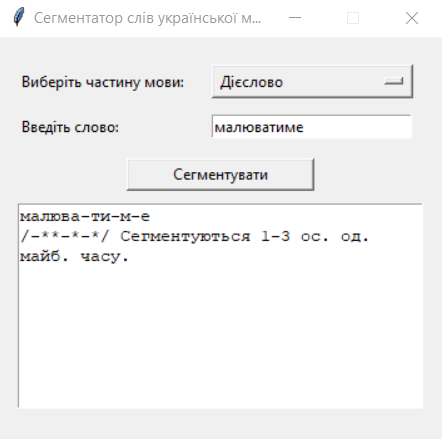 Сегментатор слів української м...
Виберіть частину мови: Дієслово
Введіть слово: малюватиме
Сегментувати
малюва-ти-м-е
/-**-*-*/ Сегментуються 1-3 ос. од.
майб. часу.